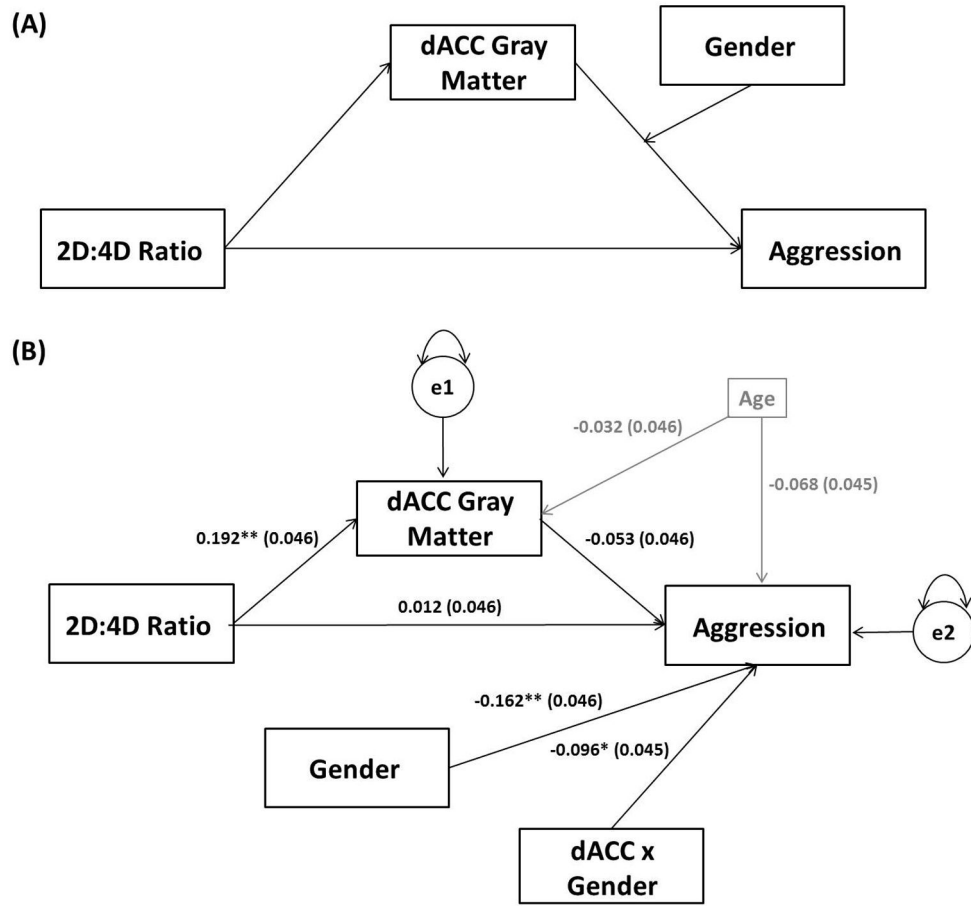 (A)
dACC Gray
Matter
Gender
2D:4D Ratio
Aggression
(B)
e1
Age
-0.032 (0.046)
-0.068 (0.045)
dACC Gray
Matter
0.192** (0.046)
-0.053 (0.046)
0.012 (0.046)
2D:4D Ratio
Aggression
e2
-0.162** (0.046)
-0.096* (0.045)
Gender
dACC x
Gender